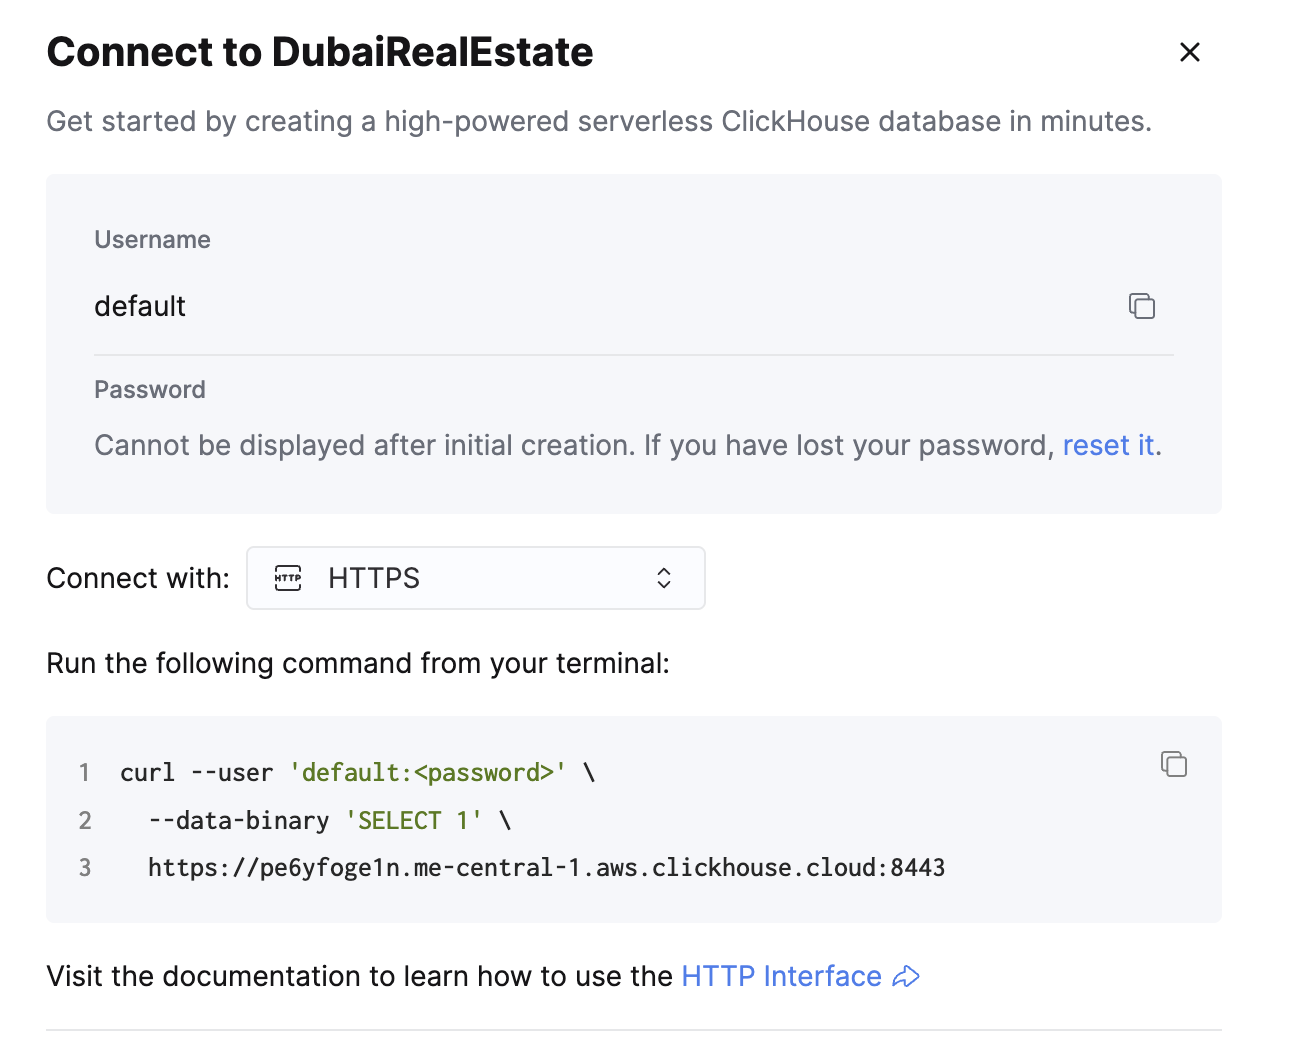 Connect to DubaiRealEstate
Get started by creating a high-powered serverless ClickHouse database in minutes.
Username
default
Password
Cannot be displayed after initial creation. If you have lost your password, reset it.
Connect with: HTTP HTTPS
Run the following command from your terminal:
1 curl --user 'default:<password>' \
2   --data-binary 'SELECT 1' \
3   https://pe6yfoge1n.me-central-1.aws.clickhouse.cloud:8443
Visit the documentation to learn how to use the HTTP Interface